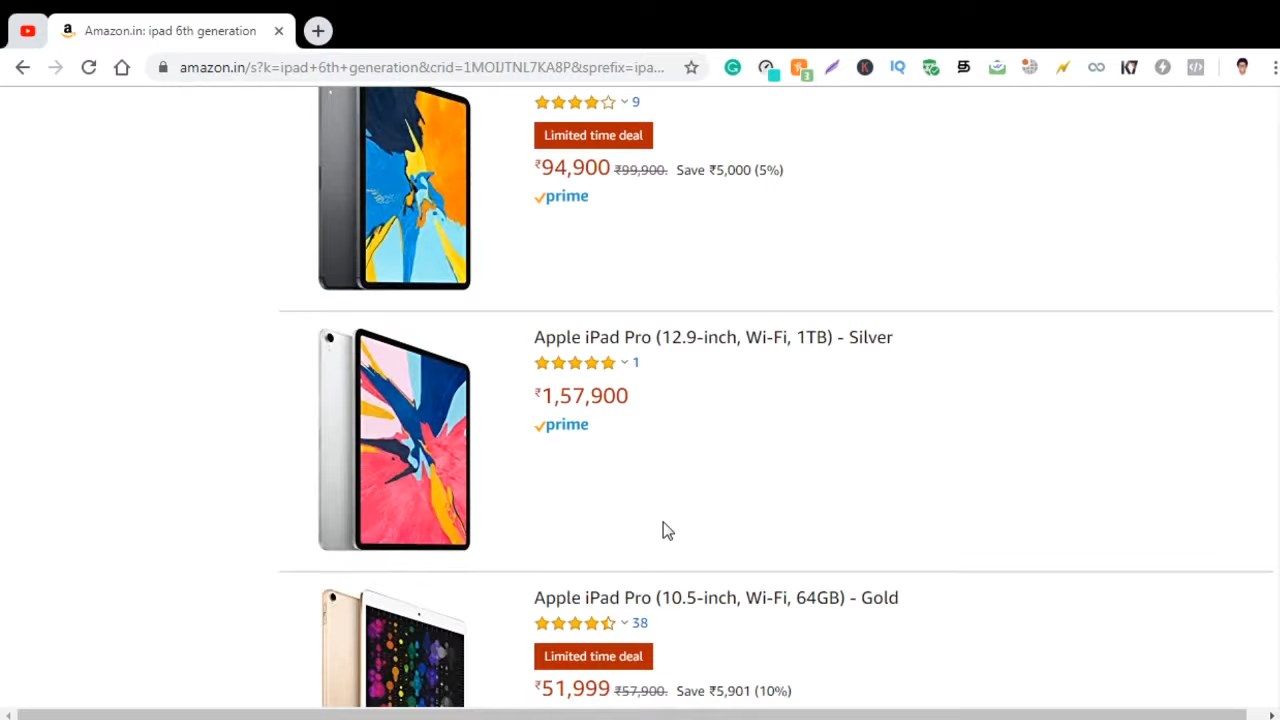 Amazon.in: ipad 6th generation
amazon.in/s?k=ipad+6th+generation&crid=1MOIJTNL7KA8P&sprefix=ipa...
3
K
IQ
K7
9
Limited time deal
₹94,900 ₹99,900. Save ₹5,000 (5%)
prime
Apple iPad Pro (12.9-inch, Wi-Fi, 1TB) - Silver
1
₹1,57,900
prime
Apple iPad Pro (10.5-inch, Wi-Fi, 64GB) - Gold
38
Limited time deal
₹51,999 ₹57,900. Save ₹5,901 (10%)